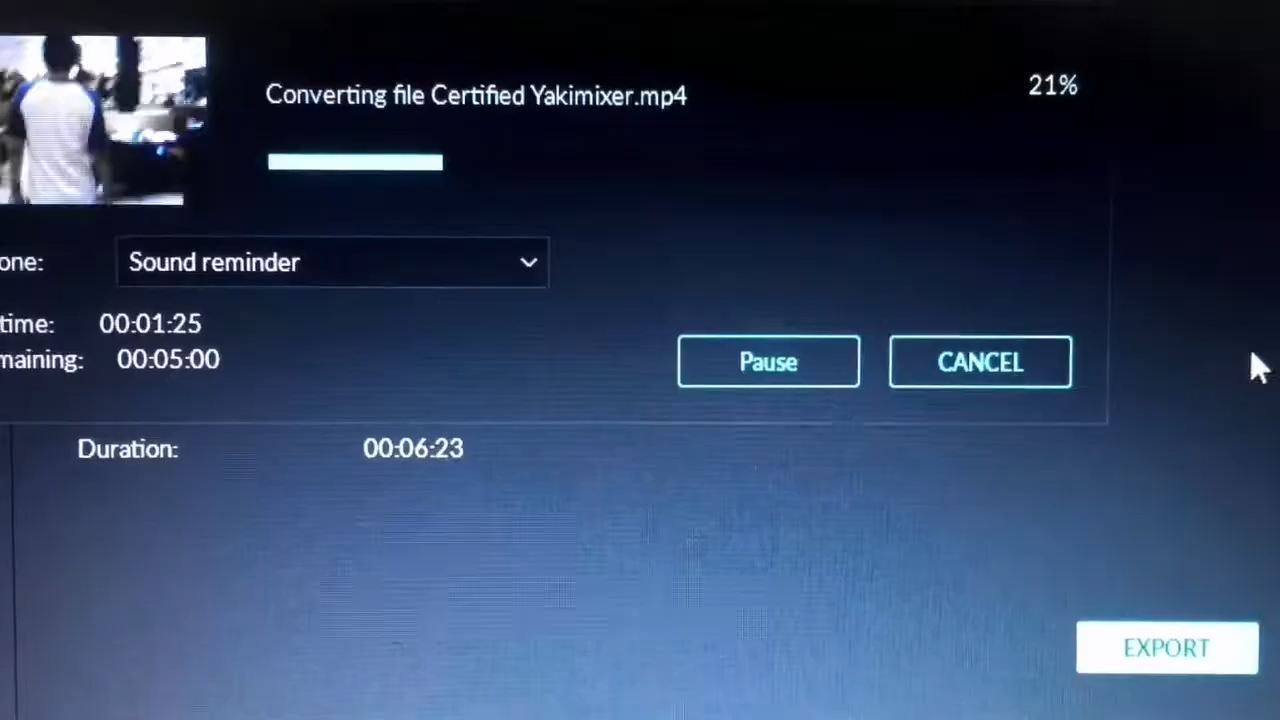 Converting file Certified Yakimixer.mp4
21%
one:
Sound reminder
time: 00:01:25
maining: 00:05:00
Pause
CANCEL
Duration: 00:06:23
EXPORT